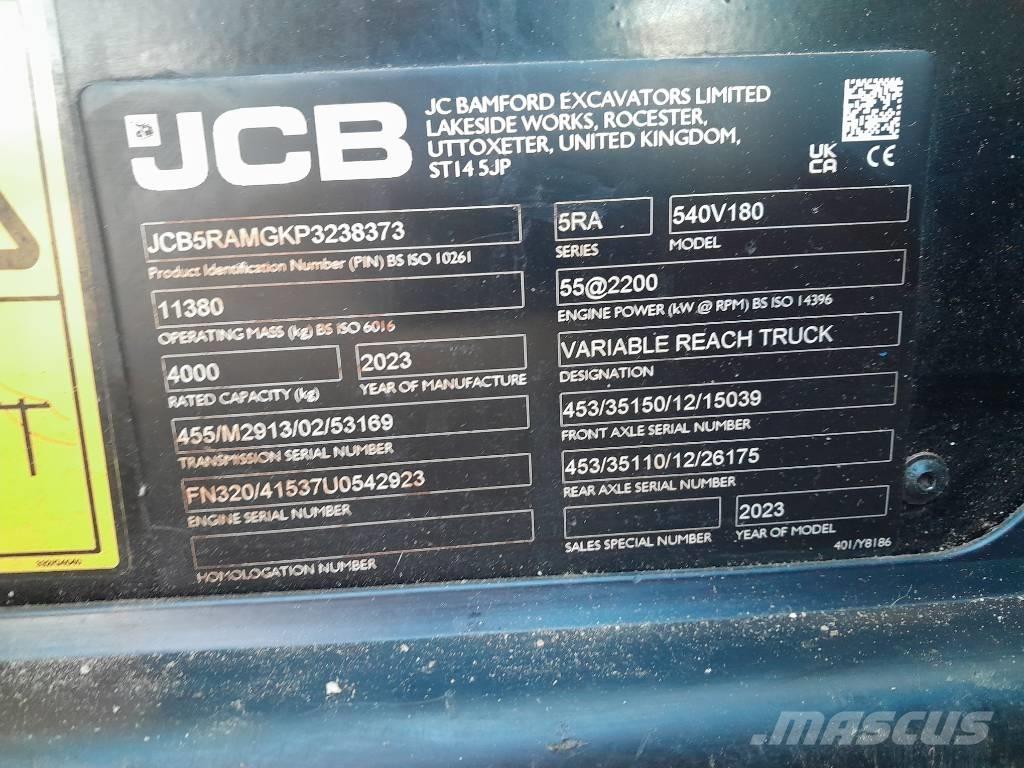 JCB
JC BAMFORD EXCAVATORS LIMITED
LAKESIDE WORKS, ROCESTER,
UTTOXETER, UNITED KINGDOM,
ST14 5JP
UK
CA CE
JCB5RAMGKP3238373
Product Identification Number (PIN) BS ISO 10261
5RA
SERIES
540V180
MODEL
11380
OPERATING MASS (kg) BS ISO 6016
55@2200
ENGINE POWER (kW @ RPM) BS ISO 14396
4000
RATED CAPACITY (kg)
2023
YEAR OF MANUFACTURE
VARIABLE REACH TRUCK
DESIGNATION
455/M2913/02/53169
TRANSMISSION SERIAL NUMBER
453/35150/12/15039
FRONT AXLE SERIAL NUMBER
FN320/41537U0542923
ENGINE SERIAL NUMBER
453/35110/12/26175
REAR AXLE SERIAL NUMBER
HOMOLOGATION NUMBER
SALES SPECIAL NUMBER
2023
YEAR OF MODEL
401/Y8186
MASCUS